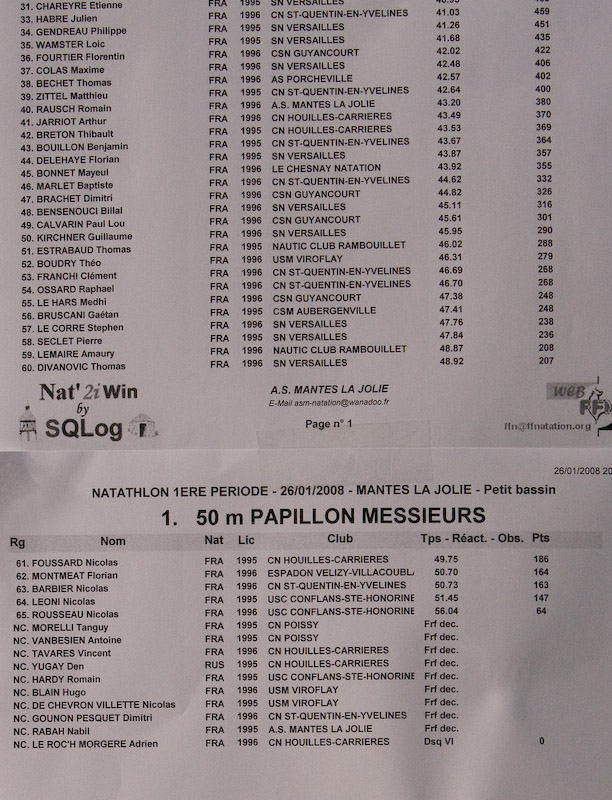 31. CHAREYRE Etienne FRA 1995 SN VERSAILLES
33. HABRE Julien FRA 1996 CN ST-QUENTIN-EN-YVELINES 41.03 459
34. GENDREAU Philippe FRA 1996 SN VERSAILLES 41.26 451
35. WAMSTER Loic FRA 1995 SN VERSAILLES 41.68 435
36. FOURTIER Florentin FRA 1996 CSN GUYANCOURT 42.02 422
37. COLAS Maxime FRA 1996 SN VERSAILLES 42.48 406
38. BECHET Thomas FRA 1996 AS PORCHEVILLE 42.57 402
39. ZITTEL Matthieu FRA 1995 CN ST-QUENTIN-EN-YVELINES 42.64 400
40. RAUSCH Romain FRA 1996 A.S. MANTES LA JOLIE 43.20 380
41. JARRIOT Arthur FRA 1996 CN HOUILLES-CARRIERES 43.49 370
42. BRETON Thibault FRA 1995 CN HOUILLES-CARRIERES 43.53 369
43. BOUILLON Benjamin FRA 1996 CN ST-QUENTIN-EN-YVELINES 43.67 364
44. DELEHAYE Florian FRA 1995 SN VERSAILLES 43.87 357
45. BONNET Mayeul FRA 1996 LE CHESNAY NATATION 43.92 355
46. MARLET Baptiste FRA 1996 CN ST-QUENTIN-EN-YVELINES 44.62 332
47. BRACHET Dimitri FRA 1996 CSN GUYANCOURT 44.82 326
48. BENSENOUCI Billal FRA 1996 SN VERSAILLES 45.11 316
49. CALVARIN Paul Lou FRA 1996 CSN GUYANCOURT 45.61 301
50. KIRCHNER Guillaume FRA 1996 SN VERSAILLES 45.95 290
51. ESTRABAUD Thomas FRA 1995 NAUTIC CLUB RAMBOUILLET 46.02 288
52. BOUDRY Théo FRA 1996 USM VIROFLAY 46.31 279
53. FRANCHI Clément FRA 1996 CN ST-QUENTIN-EN-YVELINES 46.69 268
54. OSSARD Raphael FRA 1996 CN ST-QUENTIN-EN-YVELINES 46.70 268
55. LE HARS Medhi FRA 1996 CSN GUYANCOURT 47.38 248
56. BRUSCANI Gaétan FRA 1995 CSM AUBERGENVILLE 47.41 248
57. LE CORRE Stephen FRA 1996 SN VERSAILLES 47.76 238
58. SECLET Pierre FRA 1995 SN VERSAILLES 47.84 236
59. LEMAIRE Amaury FRA 1996 NAUTIC CLUB RAMBOUILLET 48.87 208
60. DIVANOVIC Thomas FRA 1996 SN VERSAILLES 48.92 207
Nat' 2i Win
by
SQLog
A.S. MANTES LA JOLIE
E-Mail asm-natation@wanadoo.fr
Page n° 1
WEB
FFN
ffn@ffnatation.org
26/01/2008 20
NATATHLON 1ERE PERIODE - 26/01/2008 - MANTES LA JOLIE - Petit bassin
1. 50 m PAPILLON MESSIEURS
Rg Nom Nat Lic Club Tps - Réact. - Obs. Pts
61. FOUSSARD Nicolas FRA 1995 CN HOUILLES-CARRIERES 49.75 186
62. MONTMEAT Florian FRA 1996 ESPADON VELIZY-VILLACOUBL 50.70 164
63. BARBIER Nicolas FRA 1996 CN ST-QUENTIN-EN-YVELINES 50.73 163
64. LEONI Nicolas FRA 1995 USC CONFLANS-STE-HONORINE 51.45 147
65. ROUSSEAU Nicolas FRA 1996 USC CONFLANS-STE-HONORINE 56.04 64
NC. MORELLI Tanguy FRA 1995 CN POISSY Frf dec.
NC. VANBESIEN Antoine FRA 1995 CN POISSY Frf dec.
NC. TAVARES Vincent FRA 1996 CN HOUILLES-CARRIERES Frf dec.
NC. YUGAY Den RUS 1995 CN HOUILLES-CARRIERES Frf dec.
NC. HARDY Romain FRA 1995 USC CONFLANS-STE-HONORINE Frf dec.
NC. BLAIN Hugo FRA 1996 USM VIROFLAY Frf dec.
NC. DE CHEVRON VILLETTE Nicolas FRA 1995 USM VIROFLAY Frf dec.
NC. GOUNON PESQUET Dimitri FRA 1996 CN ST-QUENTIN-EN-YVELINES Frf dec.
NC. RABAH Nabil FRA 1995 A.S. MANTES LA JOLIE Frf dec.
NC. LE ROC'H MORGERE Adrien FRA 1996 CN HOUILLES-CARRIERES Dsq VI 0